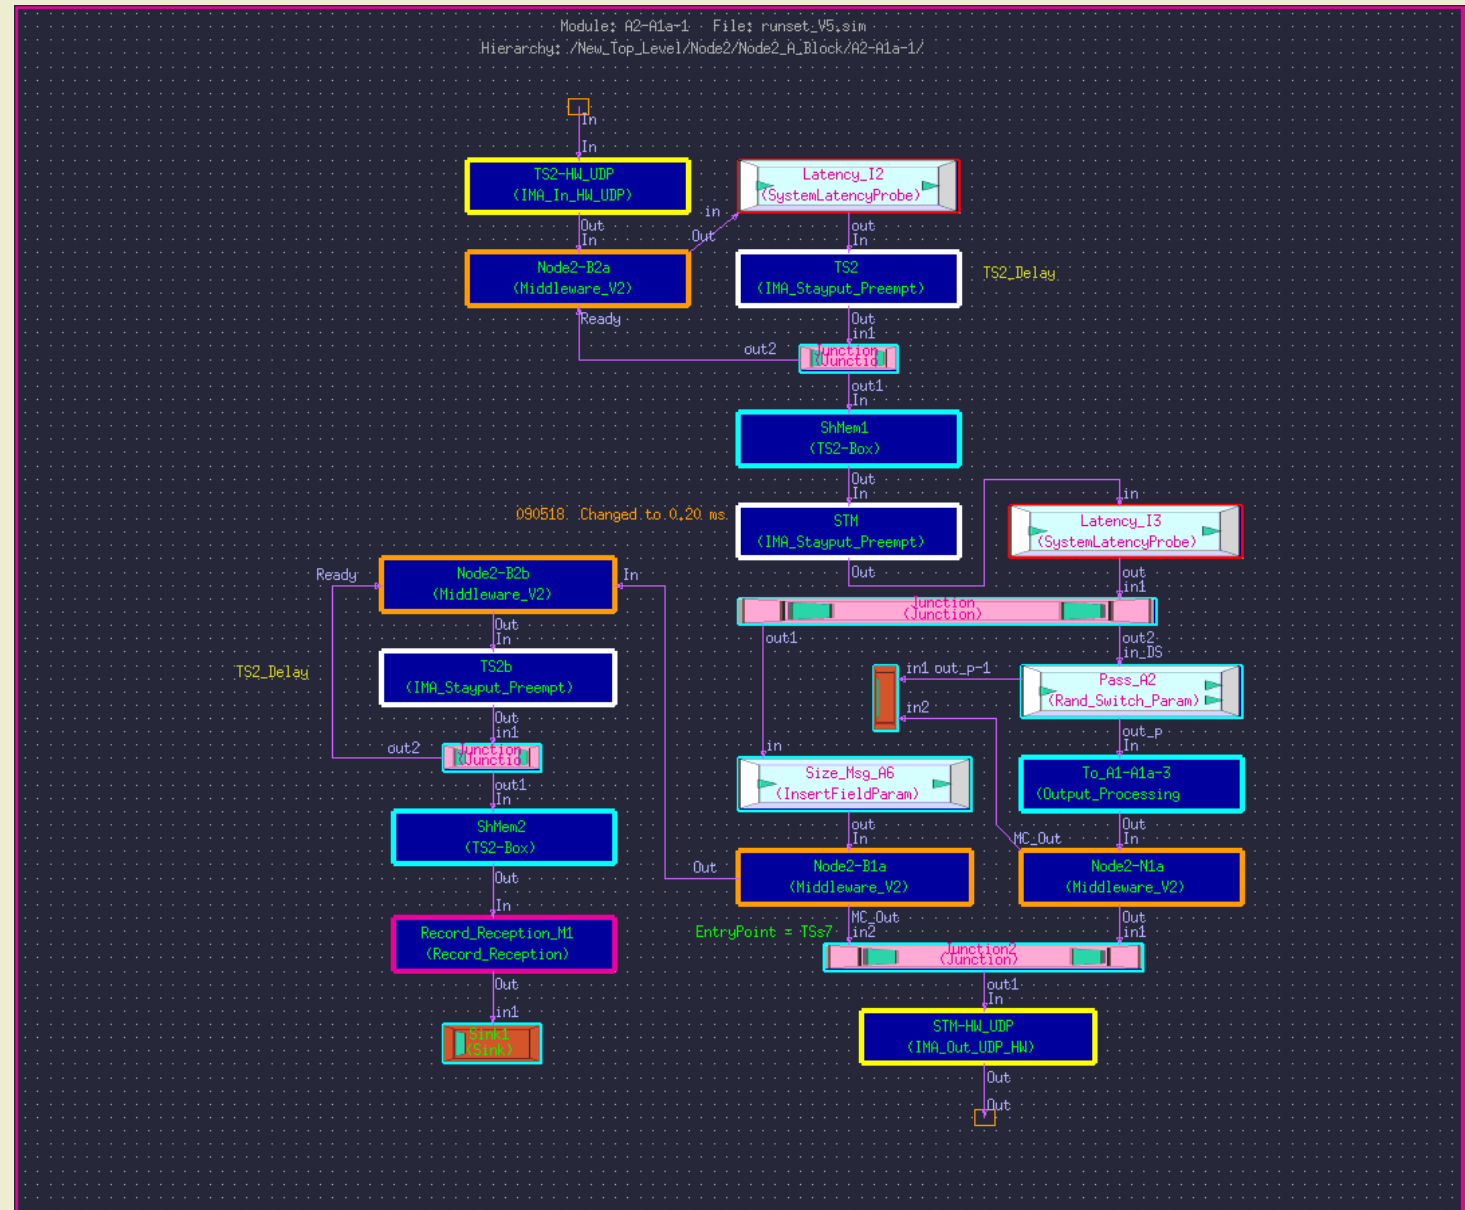 Module: A2-A1a-1   File: runset_V5.sim
Hierarchy: /New_Top_Level/Node2/Node2_A_Block/A2-A1a-1/
In
In
TS2-HW_UDP
(IMA_In_HW_UDP)
Latency_I2
(SystemLatencyProbe)
in
Out
Out
In
out
In
Node2-B2a
(Middleware_V2)
TS2
(IMA_Stayput_Preempt)
TS2_Delay
Ready
Out
in1
out2
Junction
(Junctio
out1
In
ShMem1
(TS2-Box)
Out
In
in
090518. Changed to 0.20 ms.
STM
(IMA_Stayput_Preempt)
Latency_I3
(SystemLatencyProbe)
Out
out
in1
Ready
Node2-B2b
(Middleware_V2)
In
Junction
(Junction)
Out
In
out1
out2
in_DS
TS2_Delay
TS2b
(IMA_Stayput_Preempt)
in1 out_p-1
Pass_A2
(Rand_Switch_Param)
in2
Out
in1
out_p
In
out2
Junction
(Junctio
in
out1
In
Size_Msg_A6
(InsertFieldParam)
To_A1-A1a-3
(Output_Processing
ShMem2
(TS2-Box)
out
In
MC_Out
Out
In
Out
In
Out
Node2-B1a
(Middleware_V2)
Node2-N1a
(Middleware_V2)
Record_Reception_M1
(Record_Reception)
EntryPoint = TSs7
MC_Out
in2
Out
in1
Junction2
(Junction)
Out
in1
out1
In
Sink1
(Sink)
STM-HW_UDP
(IMA_Out_UDP_HW)
Out
Out